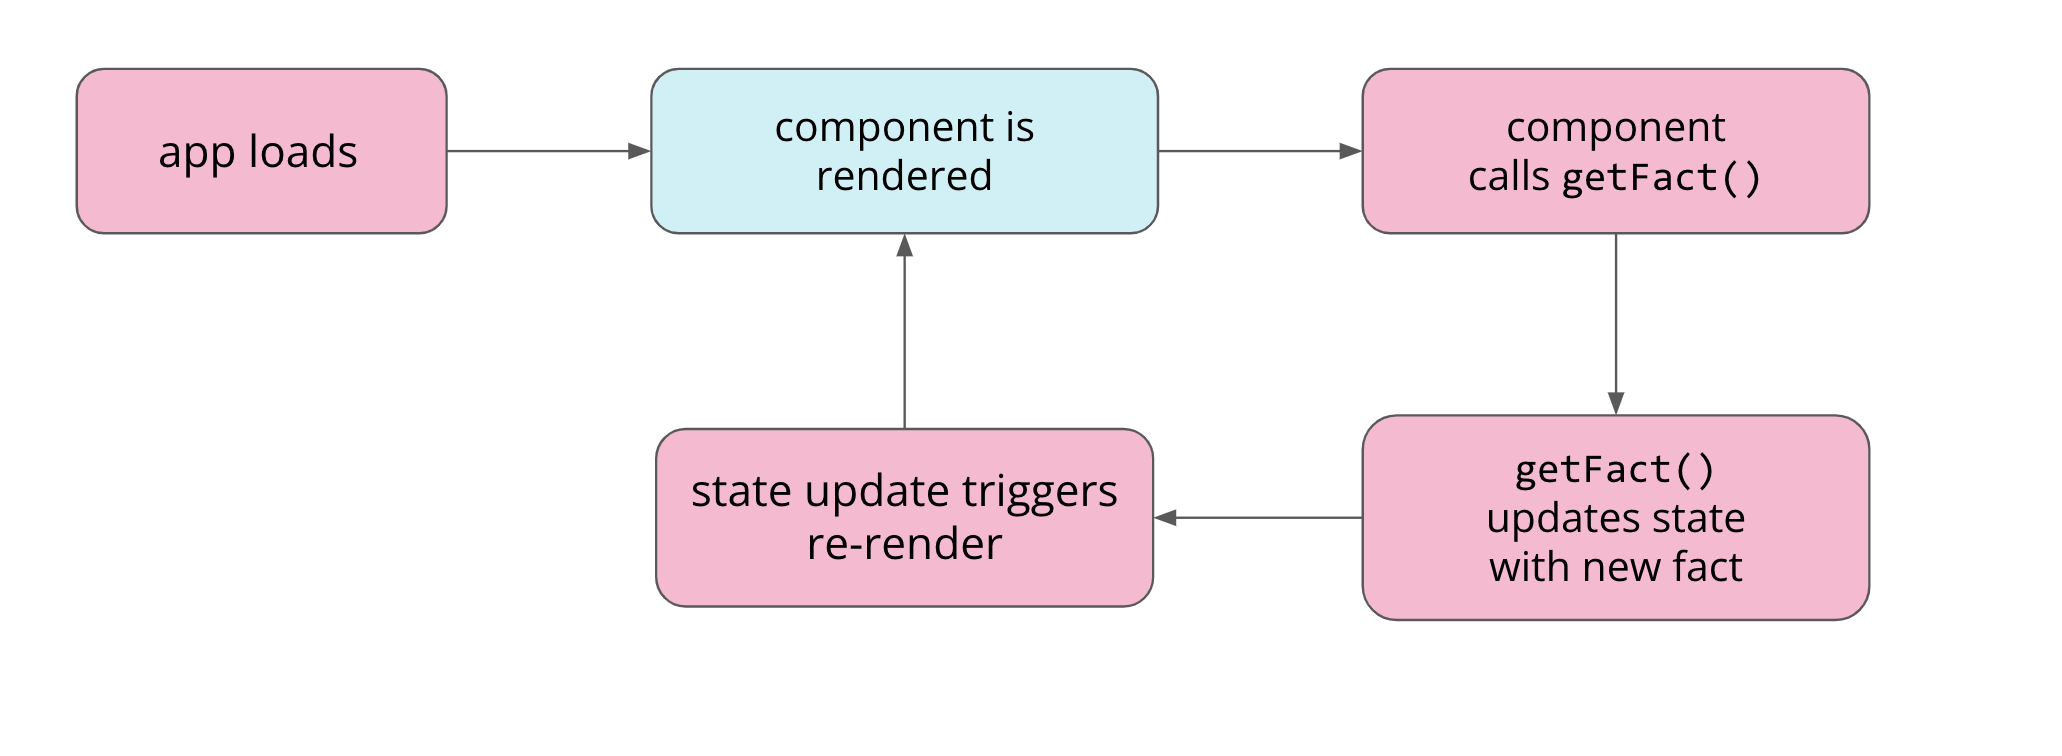 app loads
component is
rendered
component
calls getFact()
state update triggers
re-render
getFact()
updates state
with new fact